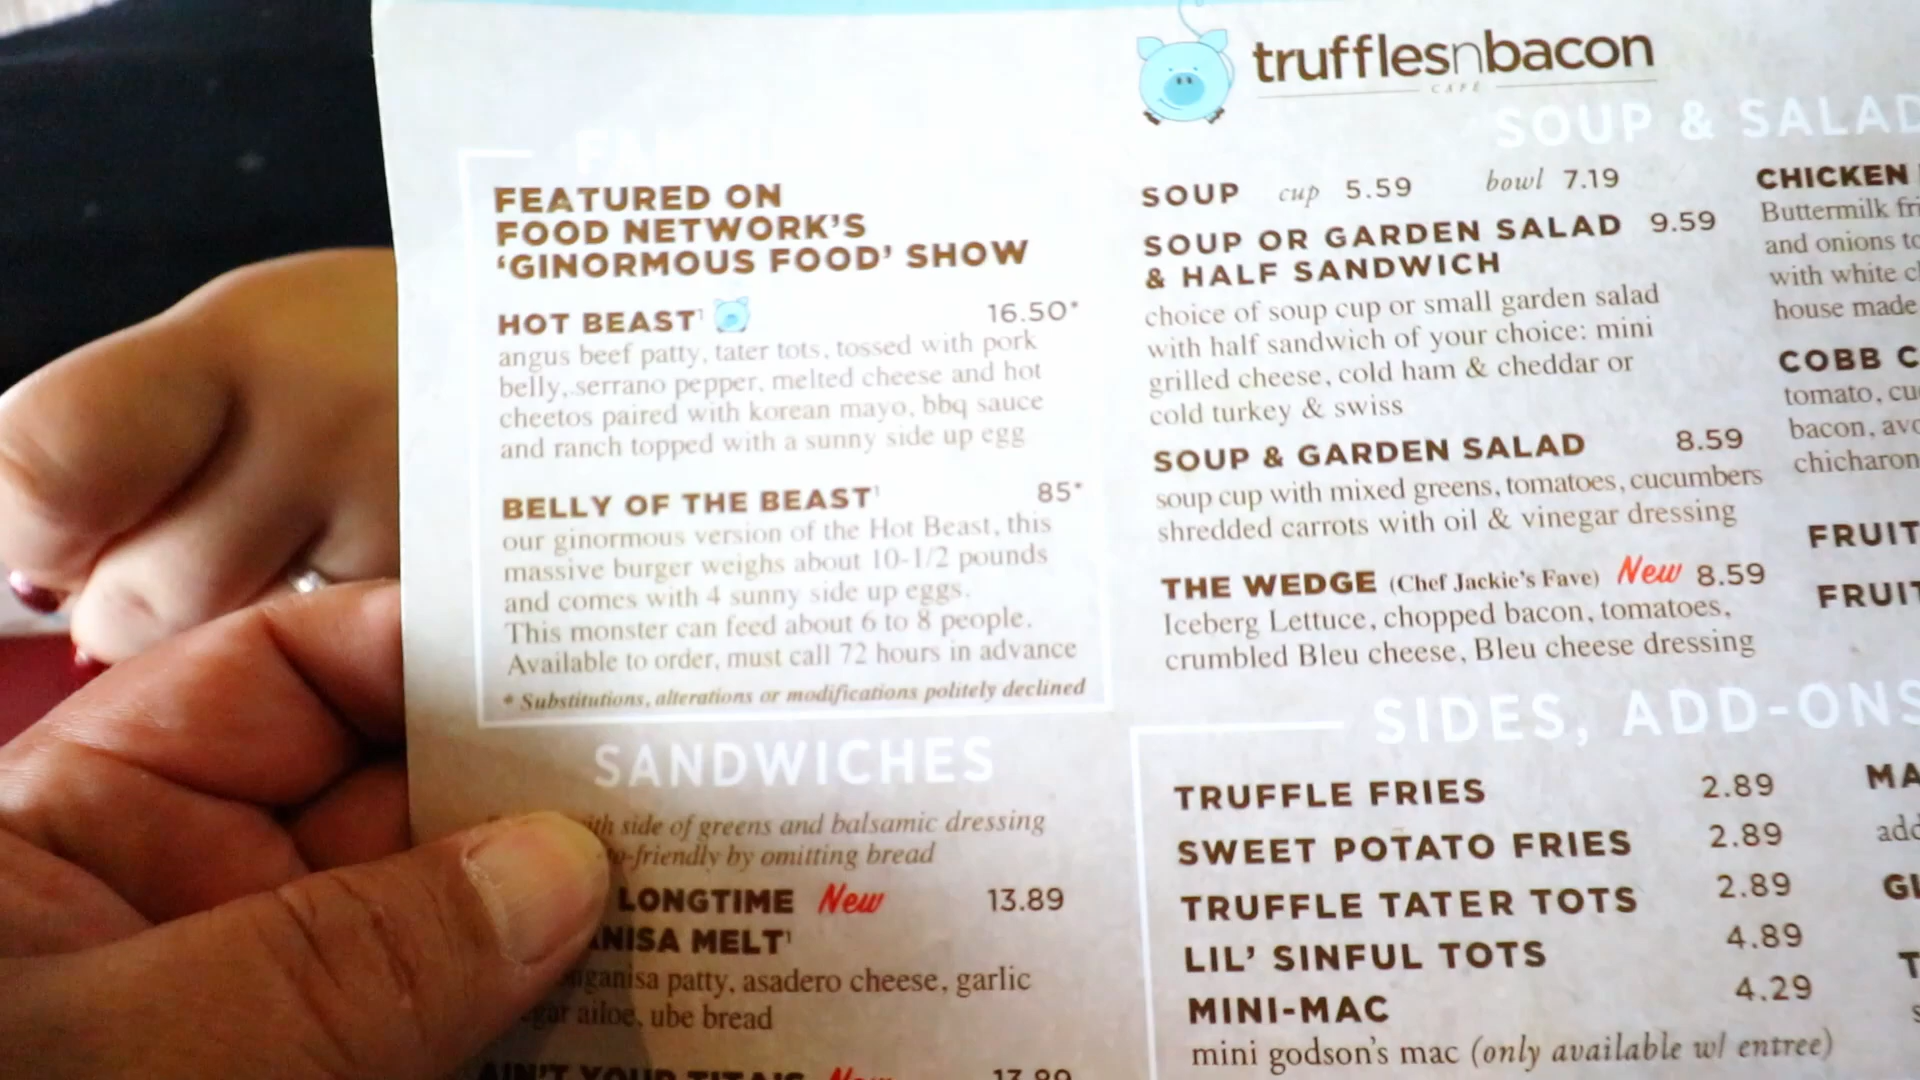 trufflesnbacon
CAFE
FEATURED ON
FOOD NETWORK'S
'GINORMOUS FOOD' SHOW
HOT BEAST¹ 16.50*
angus beef patty, tater tots, tossed with pork
belly, serrano pepper, melted cheese and hot
cheetos paired with korean mayo, bbq sauce
and ranch topped with a sunny side up egg
BELLY OF THE BEAST¹ 85*
our ginormous version of the Hot Beast, this
massive burger weighs about 10-1/2 pounds
and comes with 4 sunny side up eggs.
This monster can feed about 6 to 8 people.
Available to order, must call 72 hours in advance
* Substitutions, alterations or modifications politely declined
SANDWICHES
side of greens and balsamic dressing
friendly by omitting bread
LONGTIME New 13.89
MELT¹
patty, asadero cheese, garlic
ailoe, ube bread
AIN'T YOUR New 13.89
SOUP & SALAD
SOUP cup 5.59 bowl 7.19
SOUP OR GARDEN SALAD 9.59
& HALF SANDWICH
choice of soup cup or small garden salad
with half sandwich of your choice: mini
grilled cheese, cold ham & cheddar or
cold turkey & swiss
SOUP & GARDEN SALAD 8.59
soup cup with mixed greens, tomatoes, cucumbers
shredded carrots with oil & vinegar dressing
THE WEDGE (Chef Jackie's Fave) New 8.59
Iceberg Lettuce, chopped bacon, tomatoes,
crumbled Bleu cheese, Bleu cheese dressing
CHICKEN
Buttermilk
and onions
with white
house made
COBB
tomato,
bacon,
FRUIT
FRUIT
SIDES, ADD-ONS
TRUFFLE FRIES 2.89
SWEET POTATO FRIES 2.89
TRUFFLE TATER TOTS 2.89
LIL' SINFUL TOTS 4.89
MINI-MAC 4.29
mini godson's mac (only available w/ entree)